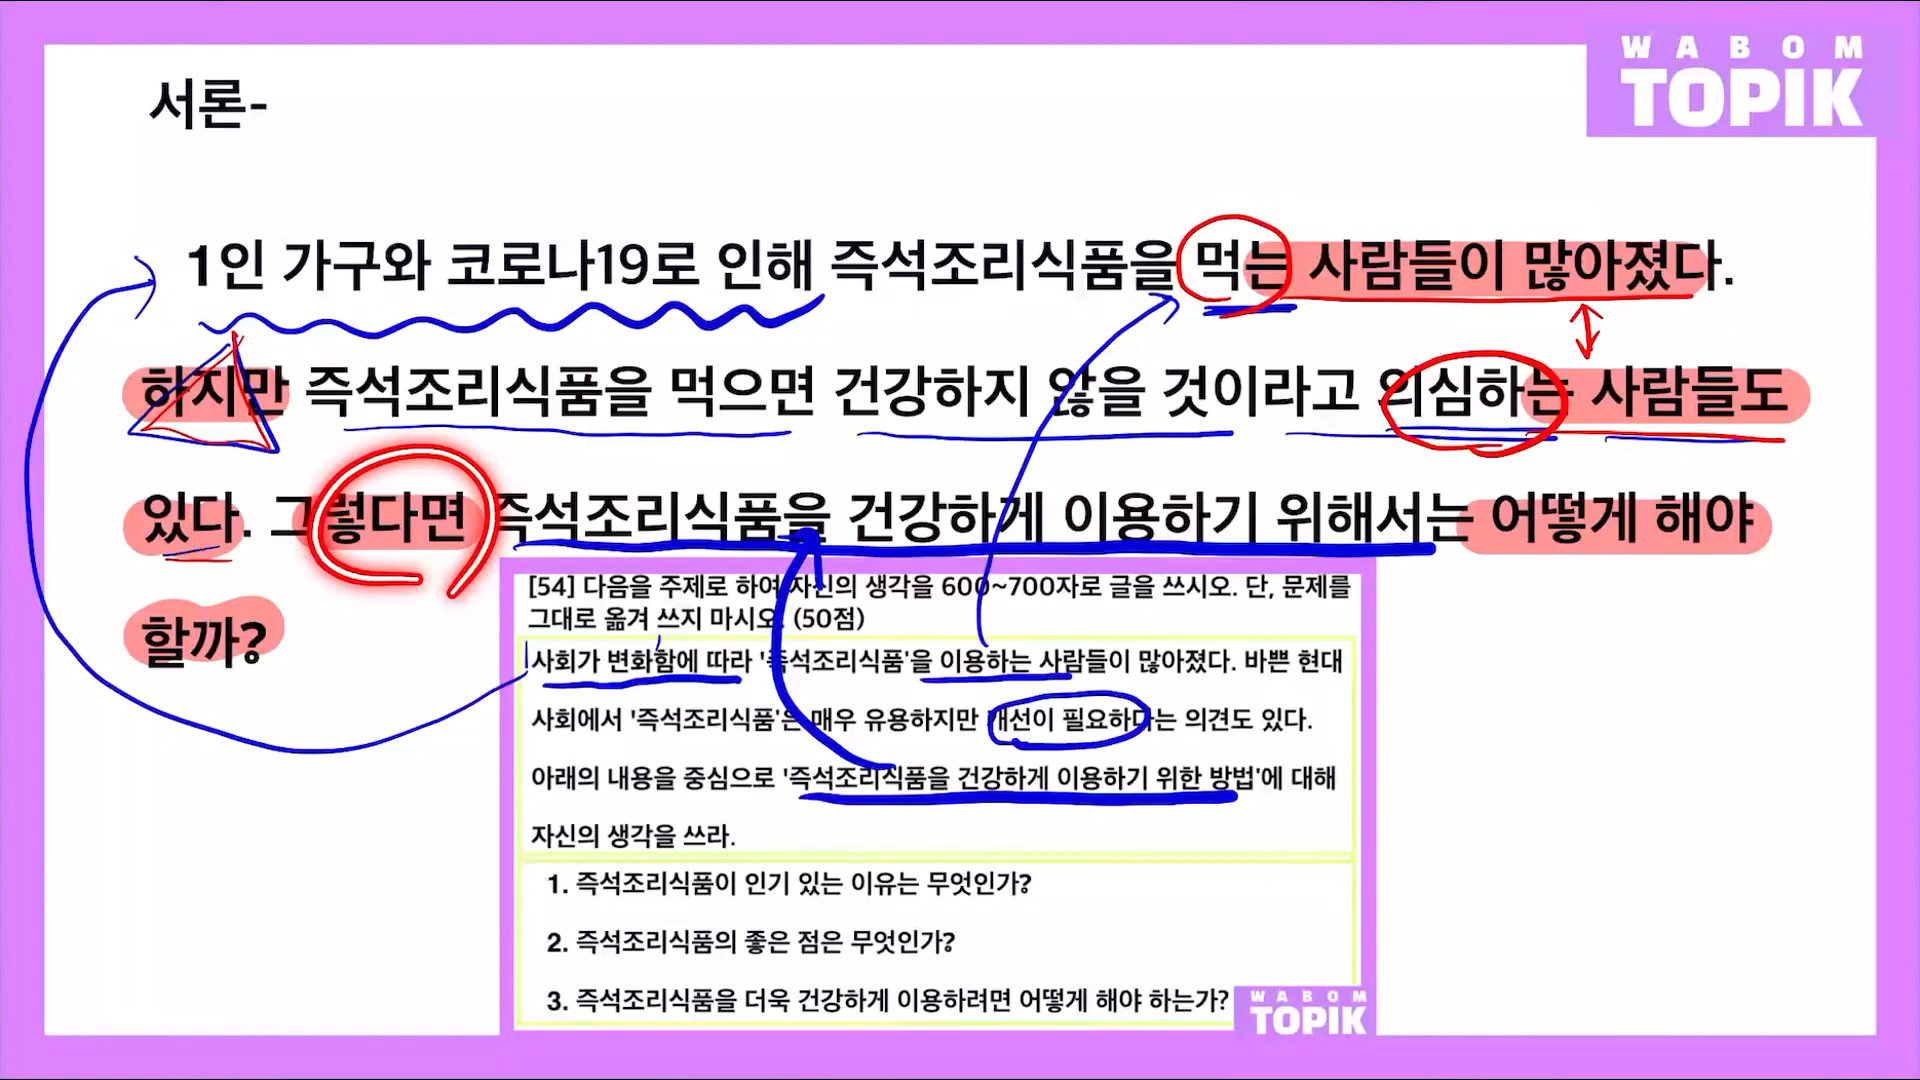 WABOM
TOPIK
서론-
1인 가구와 코로나19로 인해 즉석조리식품을 먹는 사람들이 많아졌다.
하지만 즉석조리식품을 먹으면 건강하지 않을 것이라고 의심하는 사람들도
있다. 그렇다면 즉석조리식품을 건강하게 이용하기 위해서는 어떻게 해야
할까?
[54] 다음을 주제로 하여 자신의 생각을 600~700자로 글을 쓰시오. 단, 문제를
그대로 옮겨 쓰지 마시오. (50점)
사회가 변화함에 따라 '즉석조리식품'을 이용하는 사람들이 많아졌다. 바쁜 현대
사회에서 '즉석조리식품'은 매우 유용하지만 개선이 필요하다는 의견도 있다.
아래의 내용을 중심으로 '즉석조리식품을 건강하게 이용하기 위한 방법'에 대해
자신의 생각을 쓰라.
1. 즉석조리식품이 인기 있는 이유는 무엇인가?
2. 즉석조리식품의 좋은 점은 무엇인가?
3. 즉석조리식품을 더욱 건강하게 이용하려면 어떻게 해야 하는가?
WABOM
TOPIK